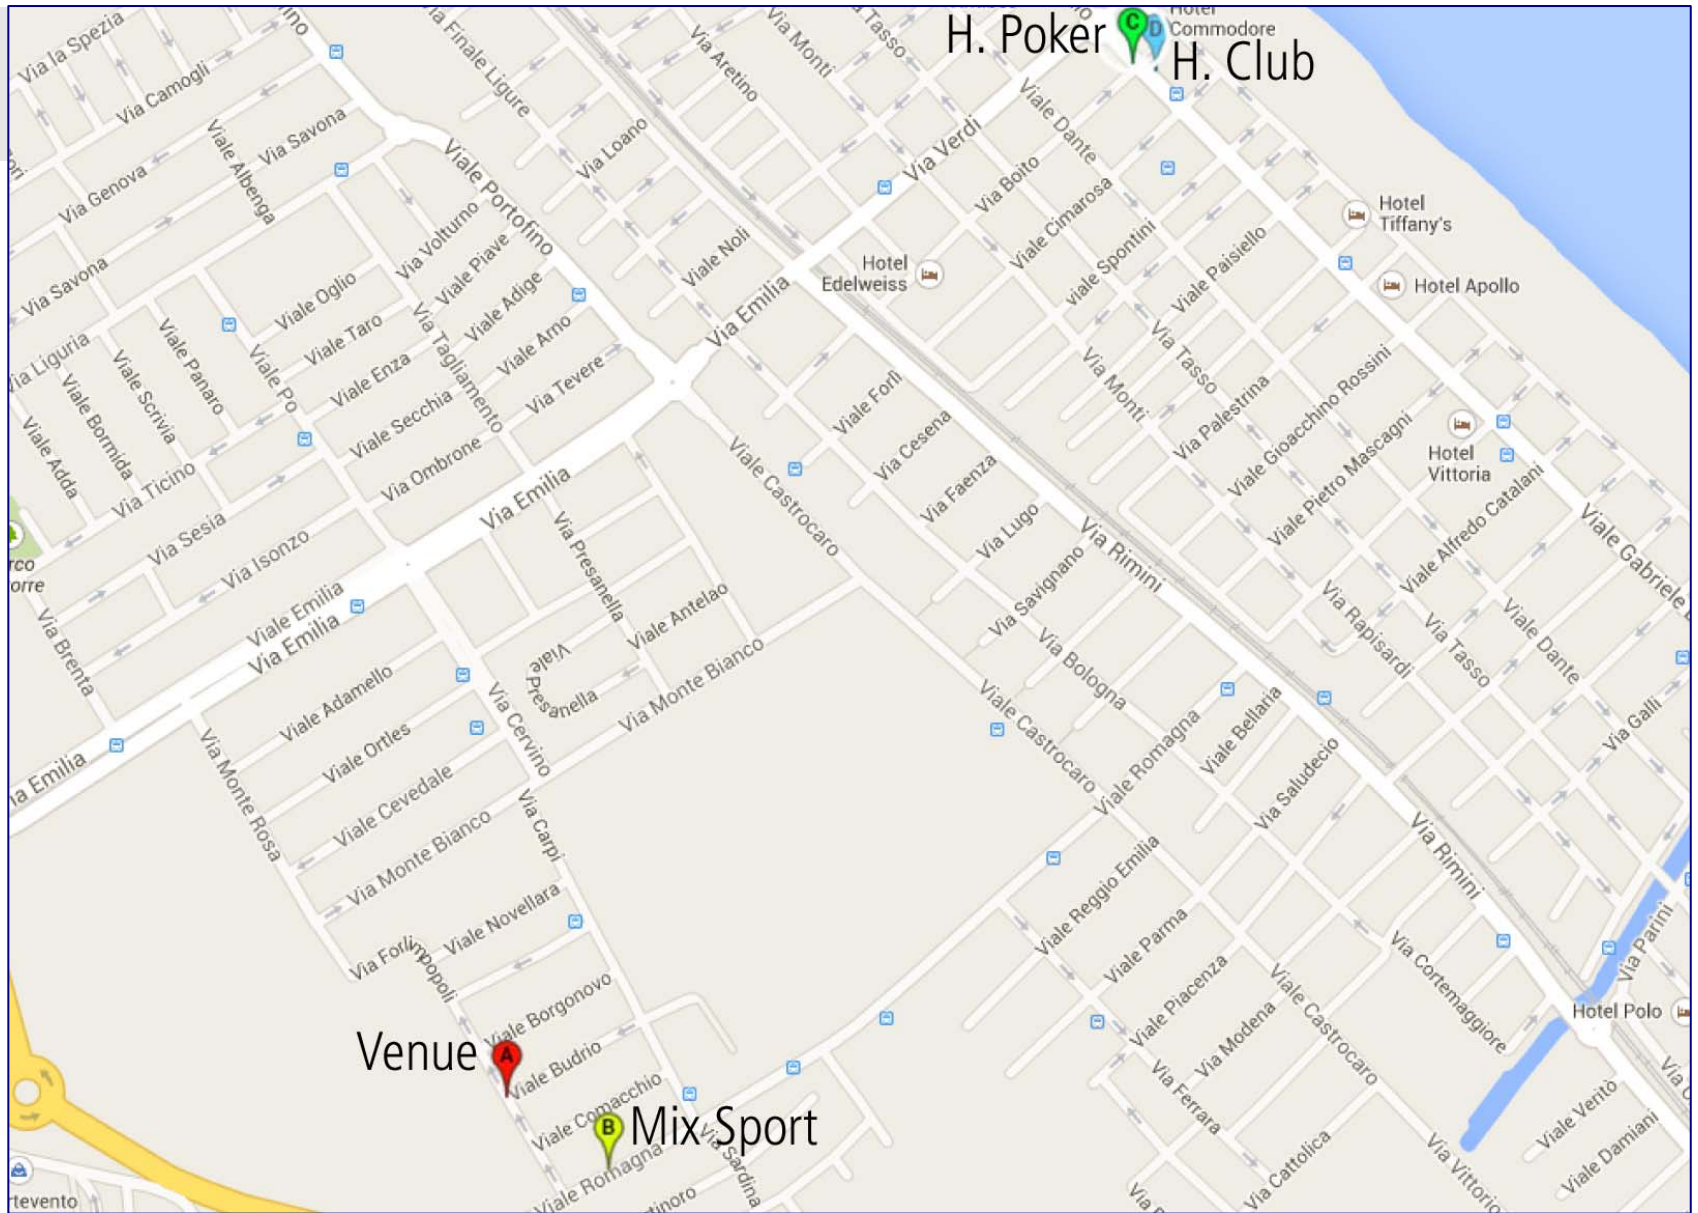 H. Poker
C
D
Hotel
Commodore
H. Club
Via la Spezia
Via Camogli
Via Finale Ligure
Via Aretino
Via Monti
Via Tasso
Via Savona
Viale Albenga
Via Genova
Via Loano
Viale Portofino
Via Verdi
Viale Dante
Via Boito
Viale Cimarosa
Hotel
Tiffany's
Via Savona
Via Volturno
Viale Piave
Viale Noli
Hotel
Edelweiss
viale Spontini
Viale Paisiello
Hotel Apollo
Viale Oglio
Viale Adige
Via Emilia
Via Liguria
Viale Panaro
Viale Scrivia
Viale Bormida
Viale Adda
Viale Po
Viale Taro
Viale Enza
Via Tagliamento
Viale Arno
Via Tevere
Viale Secchia
Via Ombrone
Viale Forlì
Via Cesena
Via Faenza
Via Lugo
Via Monti
Via Tasso
Via Palestrina
Viale Gioacchino Rossini
Viale Pietro Mascagni
Hotel
Vittoria
Viale Alfredo Catalani
Via Ticino
Via Sesia
Via Isonzo
Via Emilia
Via Presanella
Viale Castrocaro
Via Rimini
Viale Gabriele
rco
orre
Via Brenta
Viale Emilia
Via Emilia
Viale Antelao
Viale
Presanella
Via Savignano
Via Bologna
Via Rapisardi
Via Tasso
Viale Dante
Via Galli
Viale Adamello
Viale Ortles
Via Cervino
Via Monte Bianco
Viale Castrocaro
Viale Romagna
Viale Bellaria
Via Saludecio
Via Emilia
Via Monte Rosa
Viale Cevedale
Via Monte Bianco
Via Carpi
Via Rimini
Viale Novellara
Via Forlimpopoli
Viale Reggio Emilia
Viale Parma
Viale Piacenza
Via Modena
Via Cortemaggiore
Via Parini
Viale Castrocaro
Hotel Polo
Viale Borgonovo
Venue
A
Viale Budrio
Viale Comacchio
B
Mix Sport
Viale Romagna
Via Sardina
tinoro
Via Ferrara
Via Cattolica
Via Vittorio
Viale Verito
Viale Damiani
rtevento